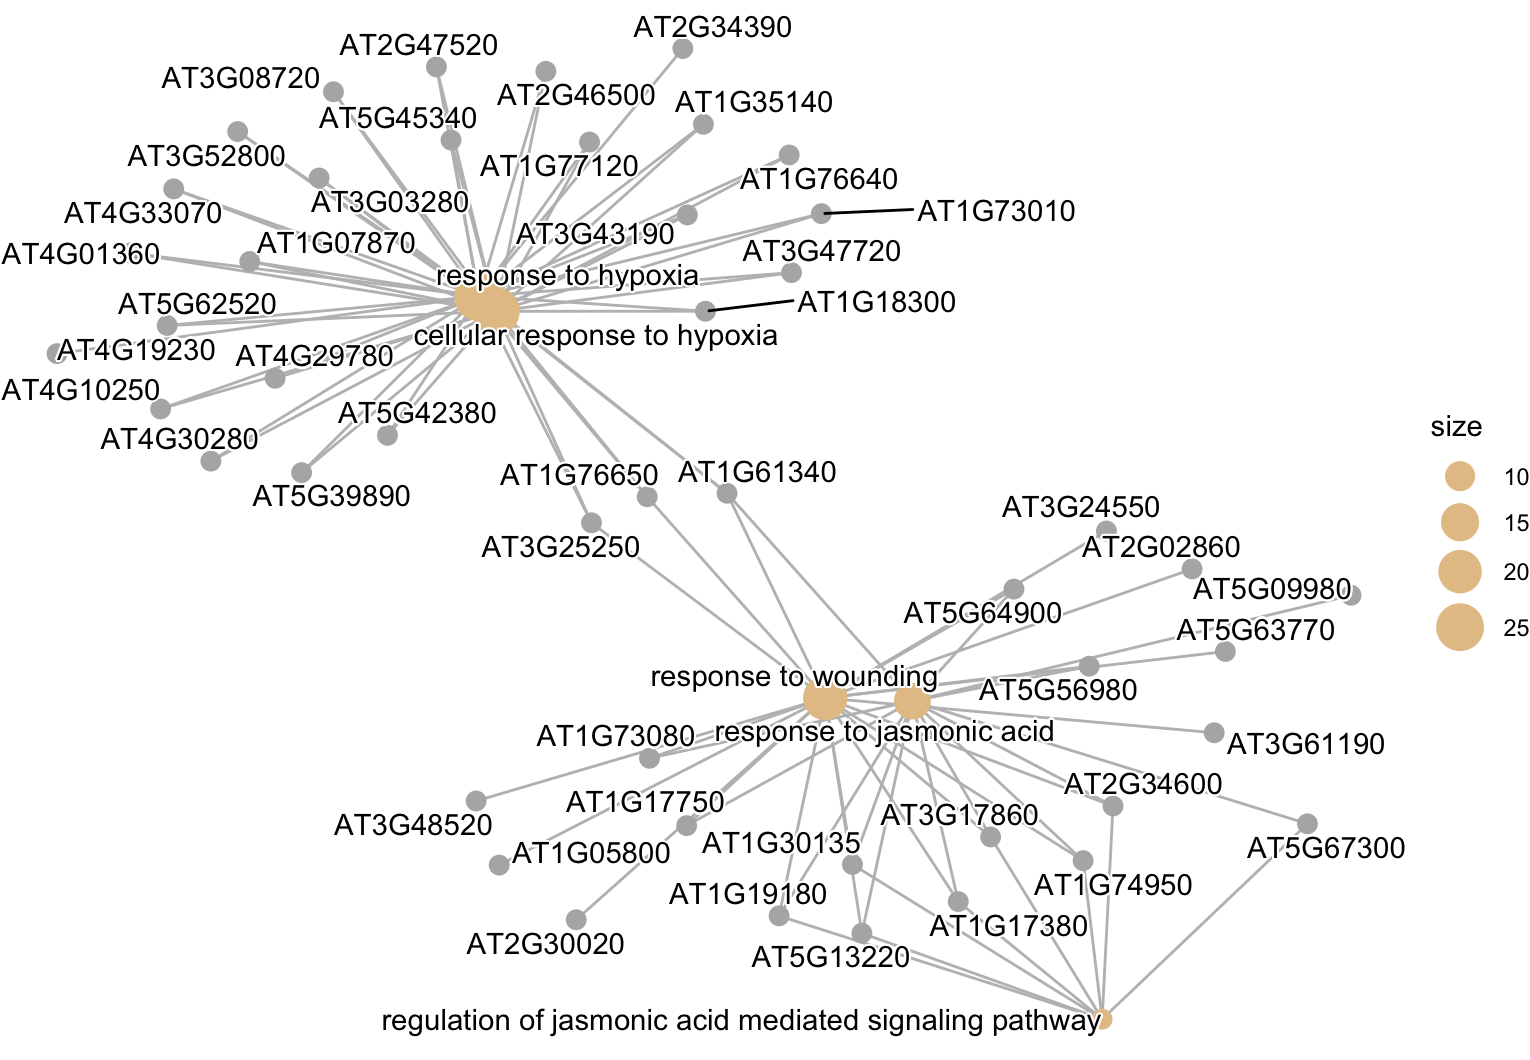 AT2G34390
AT2G47520
AT3G08720
AT2G46500
AT1G35140
AT5G45340
AT3G52800
AT1G77120
AT1G76640
AT3G03280
AT4G33070
AT1G73010
AT3G43190
AT1G07870
AT4G01360
AT3G47720
response to hypoxia
AT5G62520
AT1G18300
cellular response to hypoxia
AT4G19230
AT4G29780
AT4G10250
AT5G42380
size
AT4G30280
AT1G76650
AT1G61340
10
AT5G39890
AT3G24550
15
AT3G25250
AT2G02860
20
AT5G09980
AT5G64900
25
AT5G63770
response to wounding
AT5G56980
response to jasmonic acid
AT1G73080
AT3G61190
AT2G34600
AT1G17750
AT3G17860
AT3G48520
AT1G30135
AT5G67300
AT1G05800
AT1G74950
AT1G19180
AT1G17380
AT2G30020
AT5G13220
regulation of jasmonic acid mediated signaling pathway